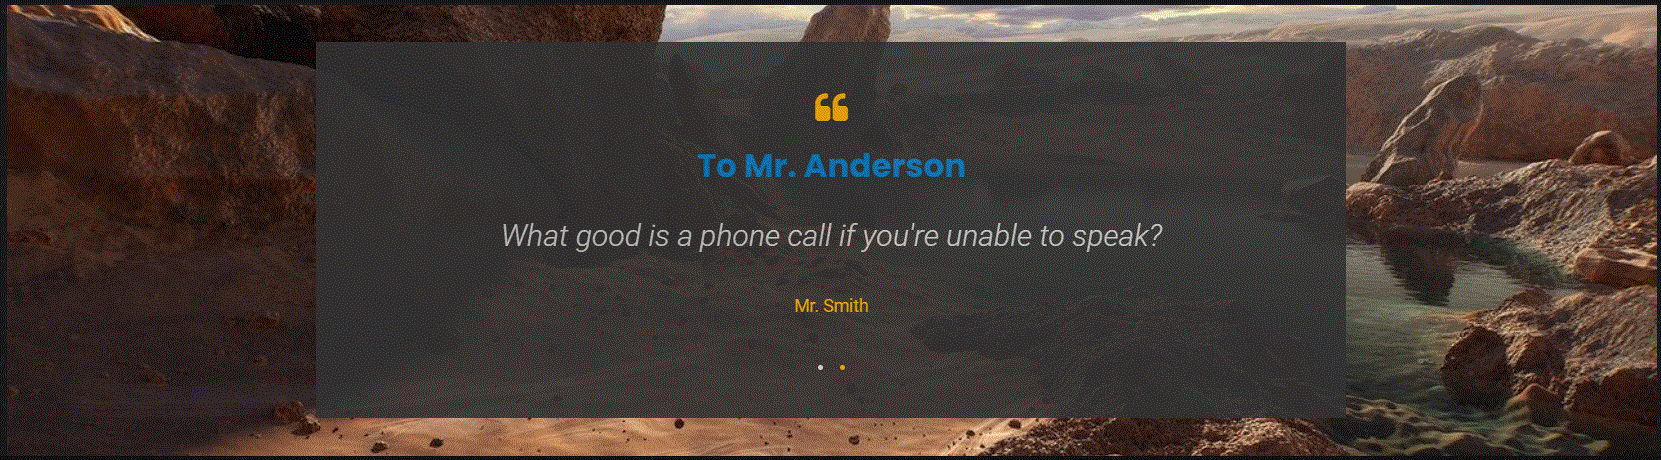 ❝
To Mr. Anderson
What good is a phone call if you're unable to speak?
Mr. Smith